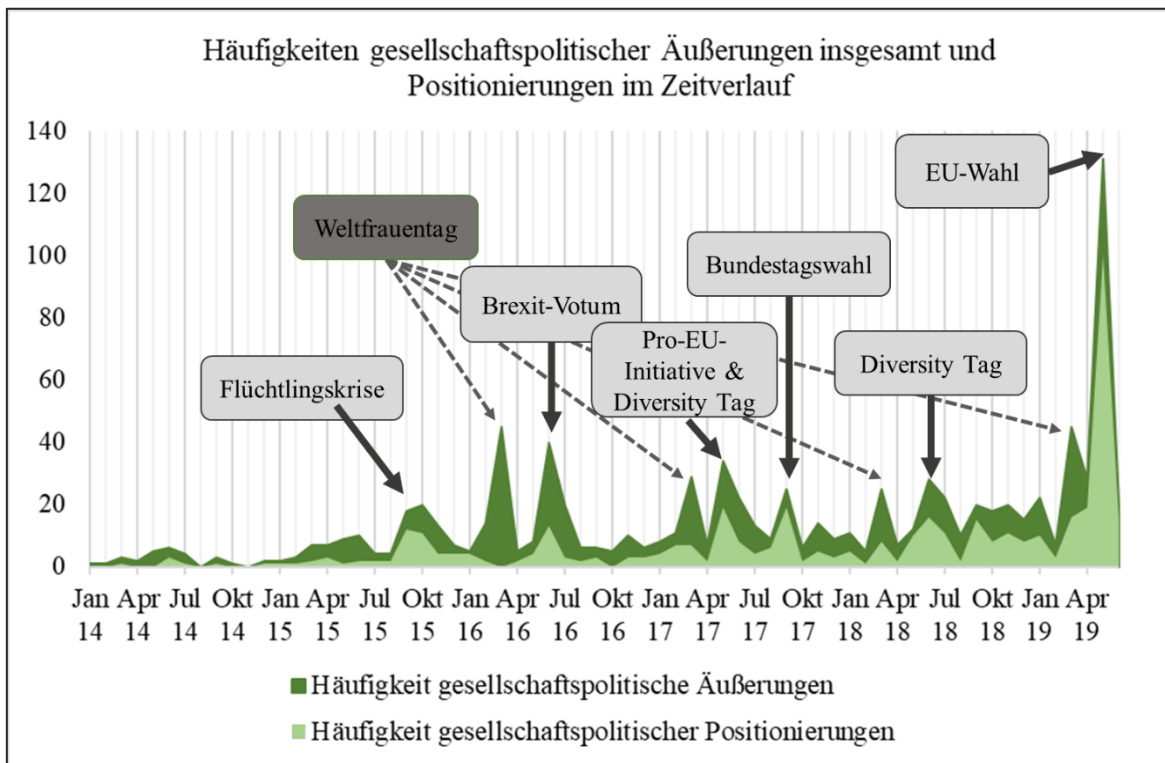 Häufigkeiten gesellschaftspolitischer Äußerungen insgesamt und
Positionierungen im Zeitverlauf
140
120
100
80
60
40
20
0
EU-Wahl
Weltfrauentag
Bundestagswahl
Brexit-Votum
Pro-EU-
Initiative &
Diversity Tag
Diversity Tag
Flüchtlingskrise
Jan Apr Jul Okt Jan Apr Jul Okt Jan Apr Jul Okt Jan Apr Jul Okt Jan Apr Jul Okt Jan Apr
14 14 14 14 15 15 15 15 16 16 16 16 17 17 17 17 18 18 18 18 19 19
Häufigkeit gesellschaftspolitische Äußerungen
Häufigkeit gesellschaftspolitischer Positionierungen